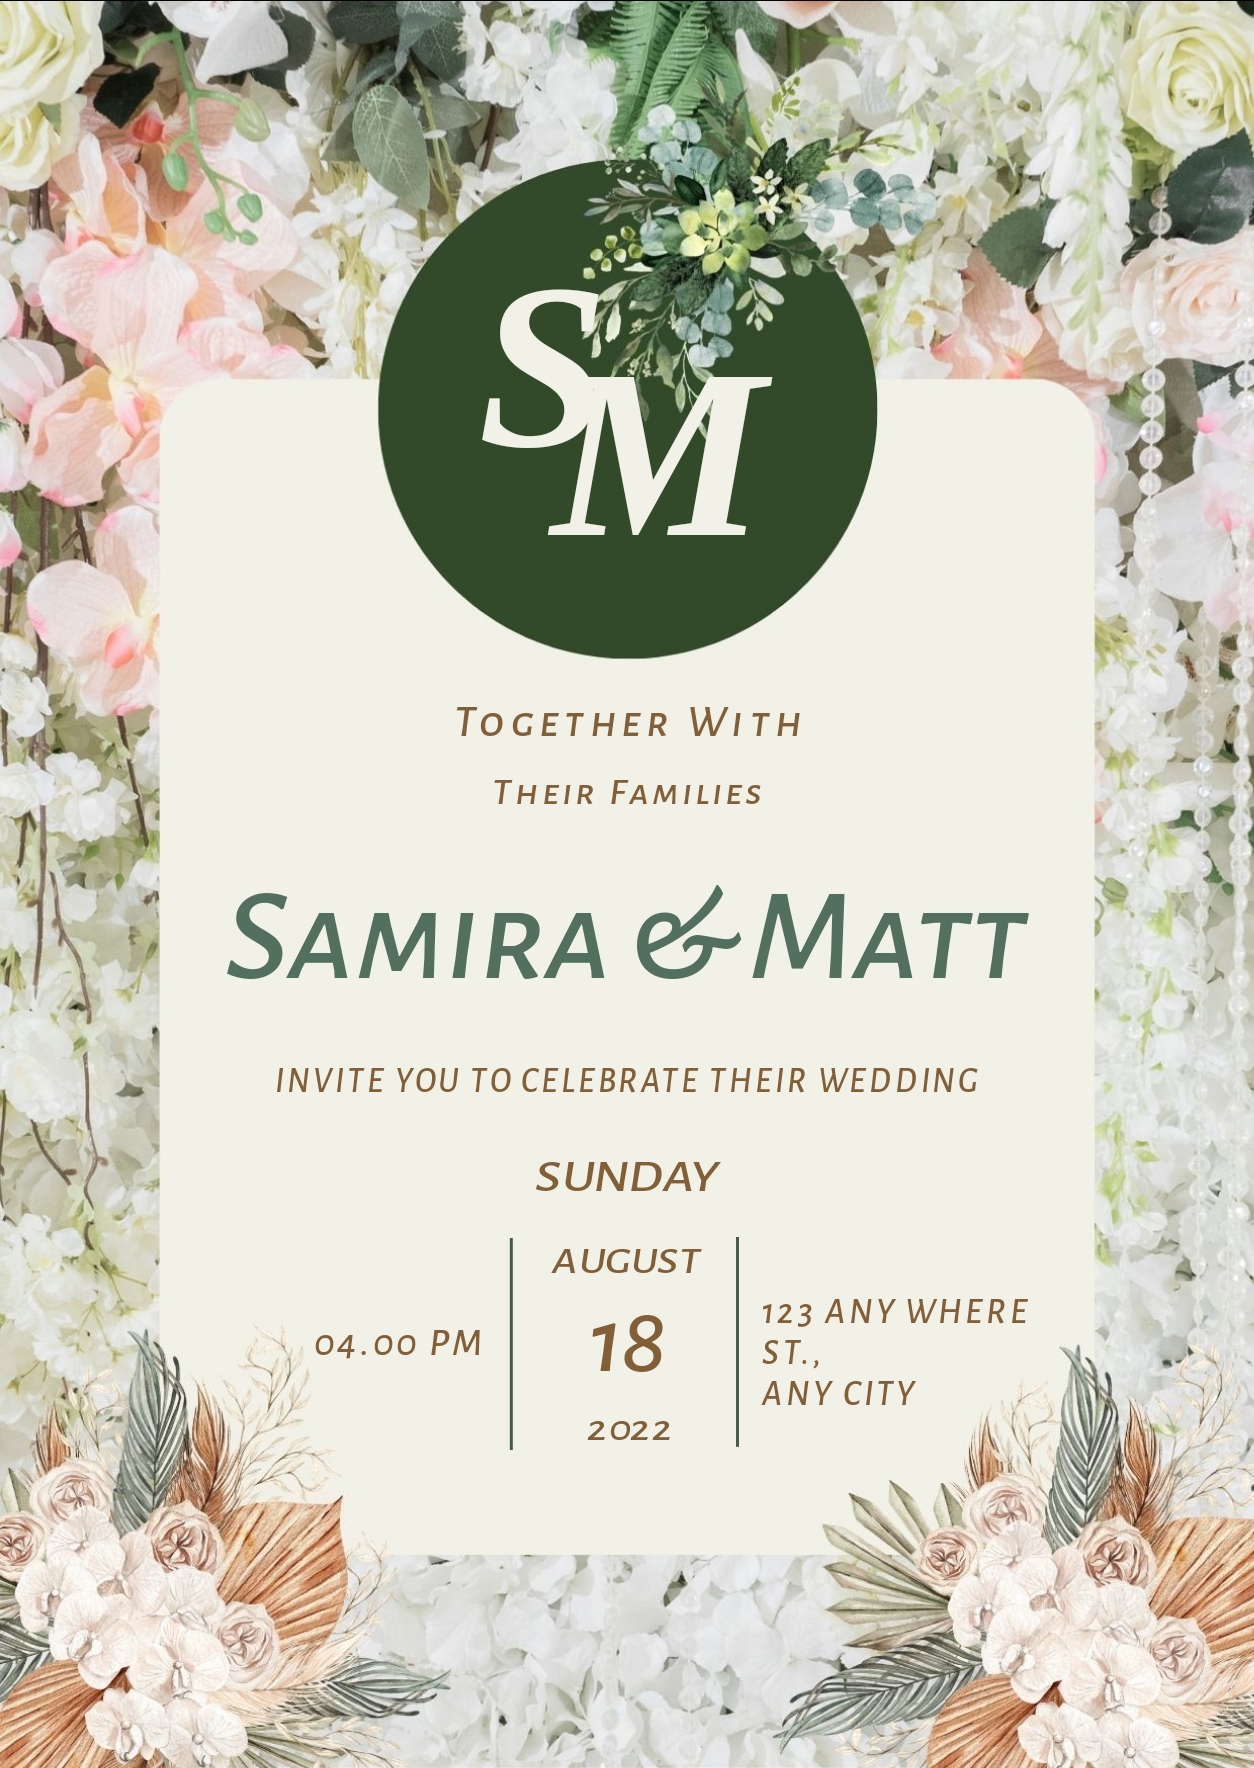 S
M
Together With
Their Families
Samira & Matt
INVITE YOU TO CELEBRATE THEIR WEDDING
SUNDAY
AUGUST
18
2022
04.00 PM
123 ANY WHERE
ST.,
ANY CITY